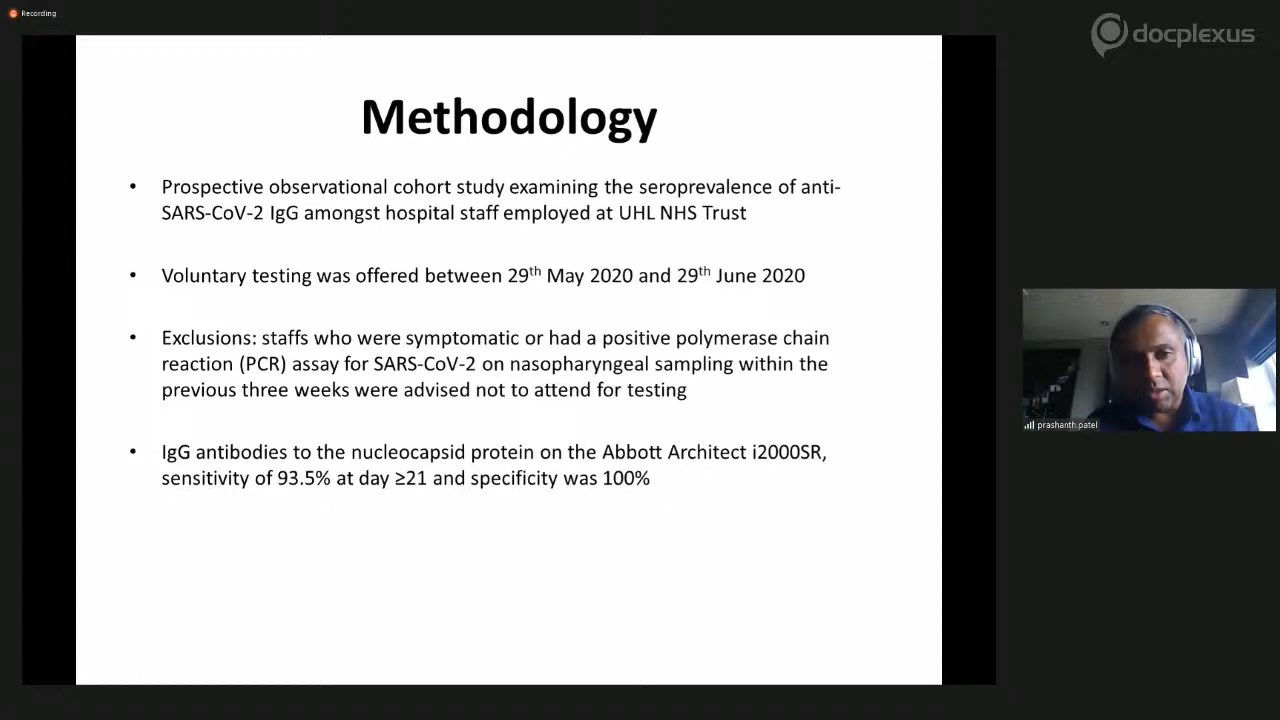 Recording
docplexus
Methodology
• Prospective observational cohort study examining the seroprevalence of anti-
SARS-CoV-2 IgG amongst hospital staff employed at UHL NHS Trust
• Voluntary testing was offered between 29th May 2020 and 29th June 2020
• Exclusions: staffs who were symptomatic or had a positive polymerase chain
reaction (PCR) assay for SARS-CoV-2 on nasopharyngeal sampling within the
previous three weeks were advised not to attend for testing
• IgG antibodies to the nucleocapsid protein on the Abbott Architect i2000SR,
sensitivity of 93.5% at day ≥21 and specificity was 100%
prashanth.patel